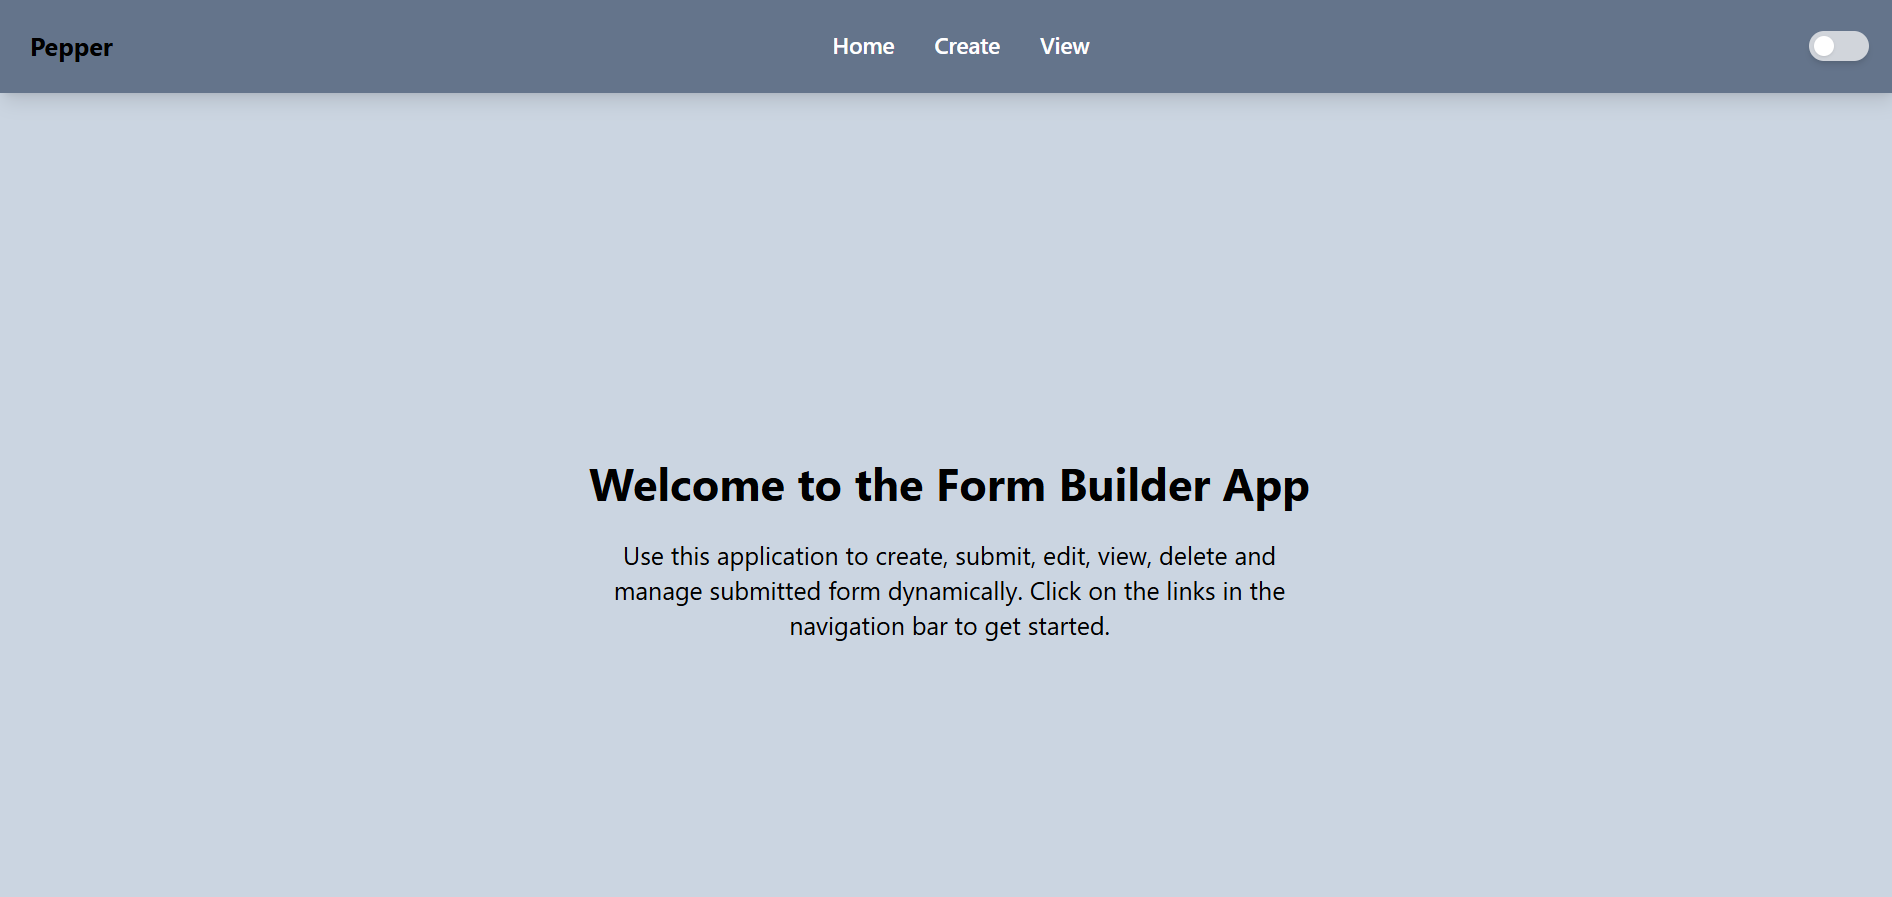 Pepper
Home Create View
Welcome to the Form Builder App
Use this application to create, submit, edit, view, delete and
manage submitted form dynamically. Click on the links in the
navigation bar to get started.